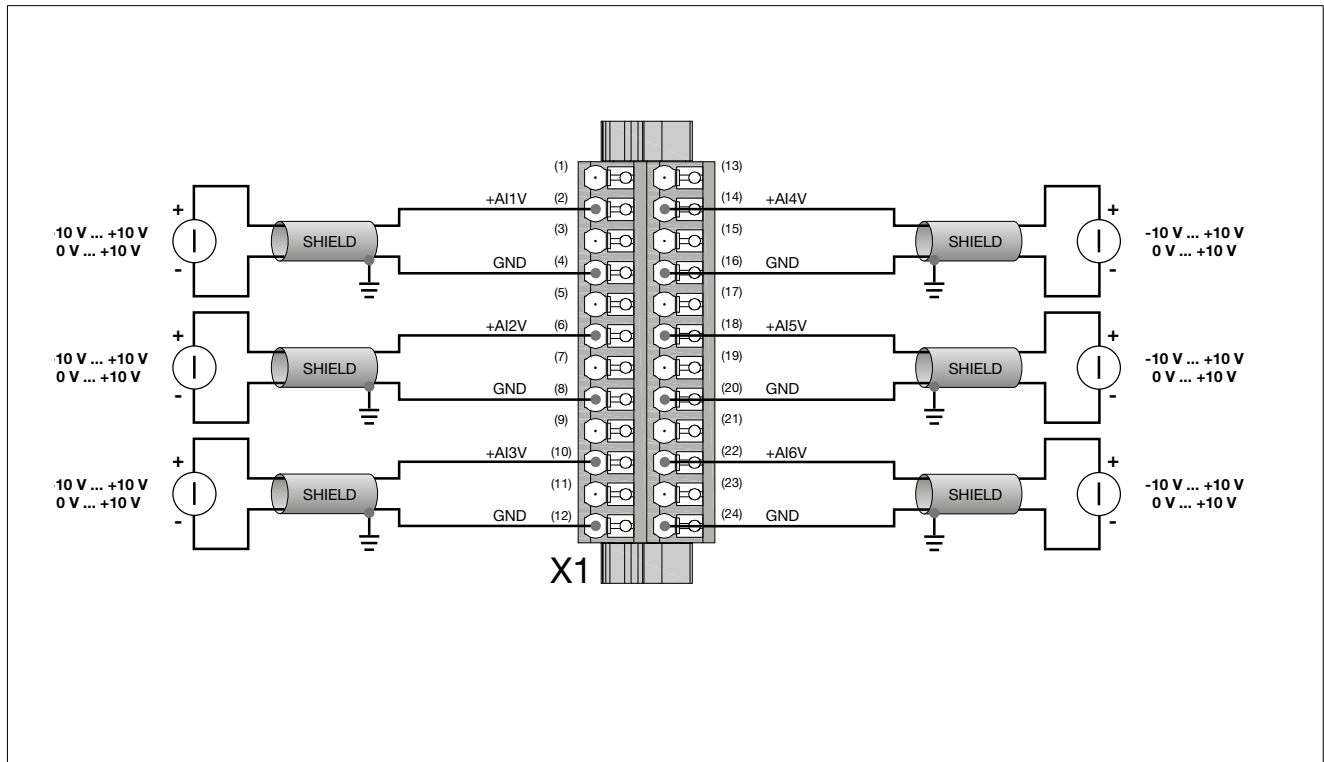 (1) (13)
+ +AI1V (2) (14) +AI4V +
10 V ... +10 V SHIELD (3) (15) SHIELD -10 V ... +10 V
0 V ... +10 V 0 V ... +10 V
- GND (4) (16) GND -
(5) (17)
+ +AI2V (6) (18) +AI5V +
10 V ... +10 V SHIELD (7) (19) SHIELD -10 V ... +10 V
0 V ... +10 V 0 V ... +10 V
- GND (8) (20) GND -
(9) (21)
+ +AI3V (10) (22) +AI6V +
10 V ... +10 V SHIELD (11) (23) SHIELD -10 V ... +10 V
0 V ... +10 V 0 V ... +10 V
- GND (12) (24) GND -
X1